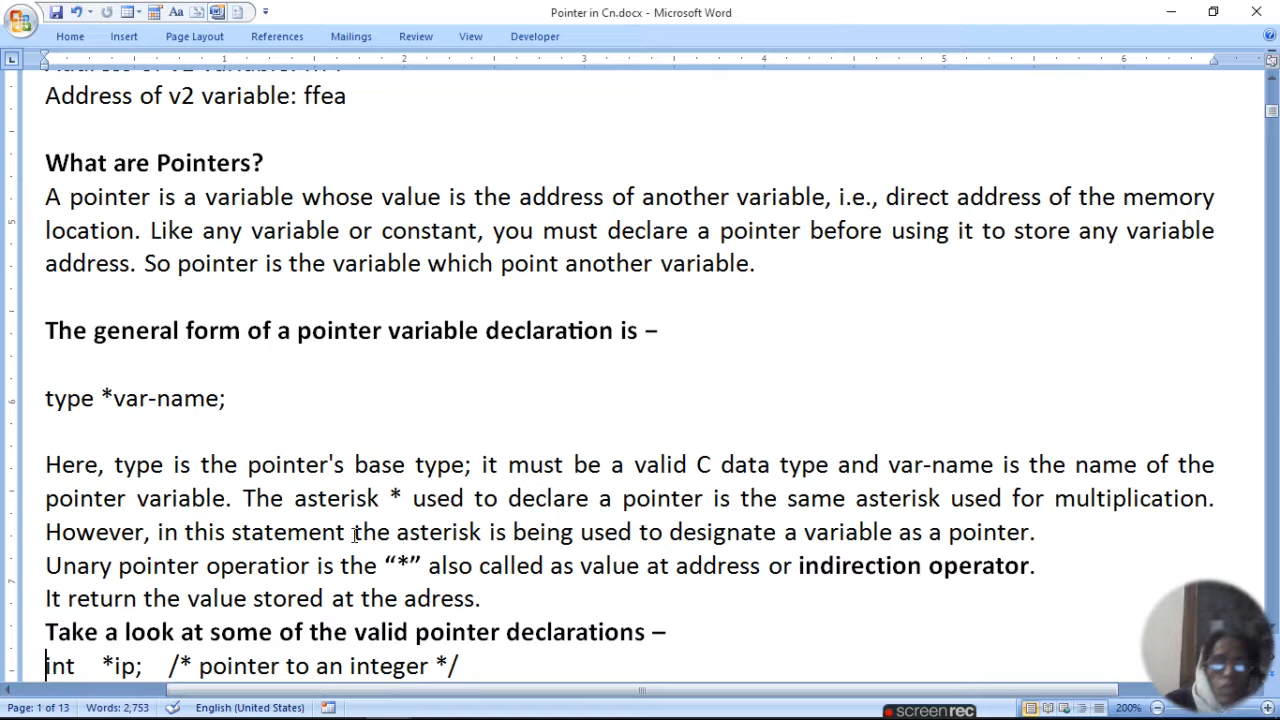 Pointer in Cn.docx - Microsoft Word
Home Insert Page Layout References Mailings Review View Developer
1 2 3 4 5 6
Address of v2 variable: ffea
What are Pointers?
A pointer is a variable whose value is the address of another variable, i.e., direct address of the memory
location. Like any variable or constant, you must declare a pointer before using it to store any variable
address. So pointer is the variable which point another variable.
The general form of a pointer variable declaration is –
type *var-name;
Here, type is the pointer's base type; it must be a valid C data type and var-name is the name of the
pointer variable. The asterisk * used to declare a pointer is the same asterisk used for multiplication.
However, in this statement the asterisk is being used to designate a variable as a pointer.
Unary pointer operatior is the “*” also called as value at address or indirection operator.
It return the value stored at the adress.
Take a look at some of the valid pointer declarations –
int *ip; /* pointer to an integer */
Page: 1 of 13 Words: 2,753 English (United States) 200%
screenrec